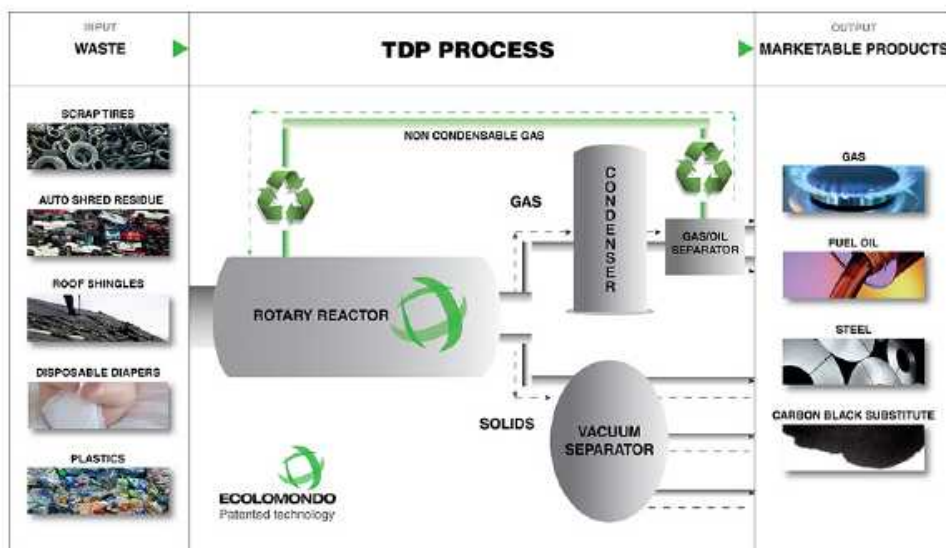 INPUT
WASTE
TDP PROCESS
OUTPUT
MARKETABLE PRODUCTS
SCRAP TIRES
AUTO SHRED RESIDUE
ROOF SHINGLES
DISPOSABLE DIAPERS
PLASTICS
NON CONDENSABLE GAS
GAS
CONDENSER
GAS/OIL
SEPARATOR
ROTARY REACTOR
SOLIDS
VACUUM
SEPARATOR
ECOLOMONDO
Patented technology
GAS
FUEL OIL
STEEL
CARBON BLACK SUBSTITUTE